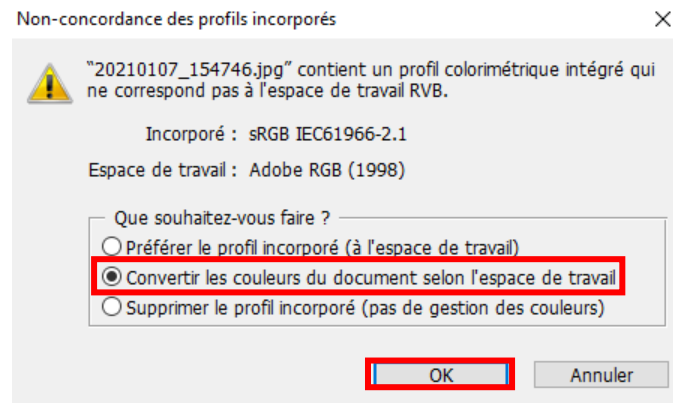 Non-concordance des profils incorporés
"20210107_154746.jpg" contient un profil colorimétrique intégré qui
ne correspond pas à l'espace de travail RVB.
Incorporé : sRGB IEC61966-2.1
Espace de travail : Adobe RGB (1998)
Que souhaitez-vous faire ?
Préférer le profil incorporé (à l'espace de travail)
Convertir les couleurs du document selon l'espace de travail
Supprimer le profil incorporé (pas de gestion des couleurs)
OK Annuler